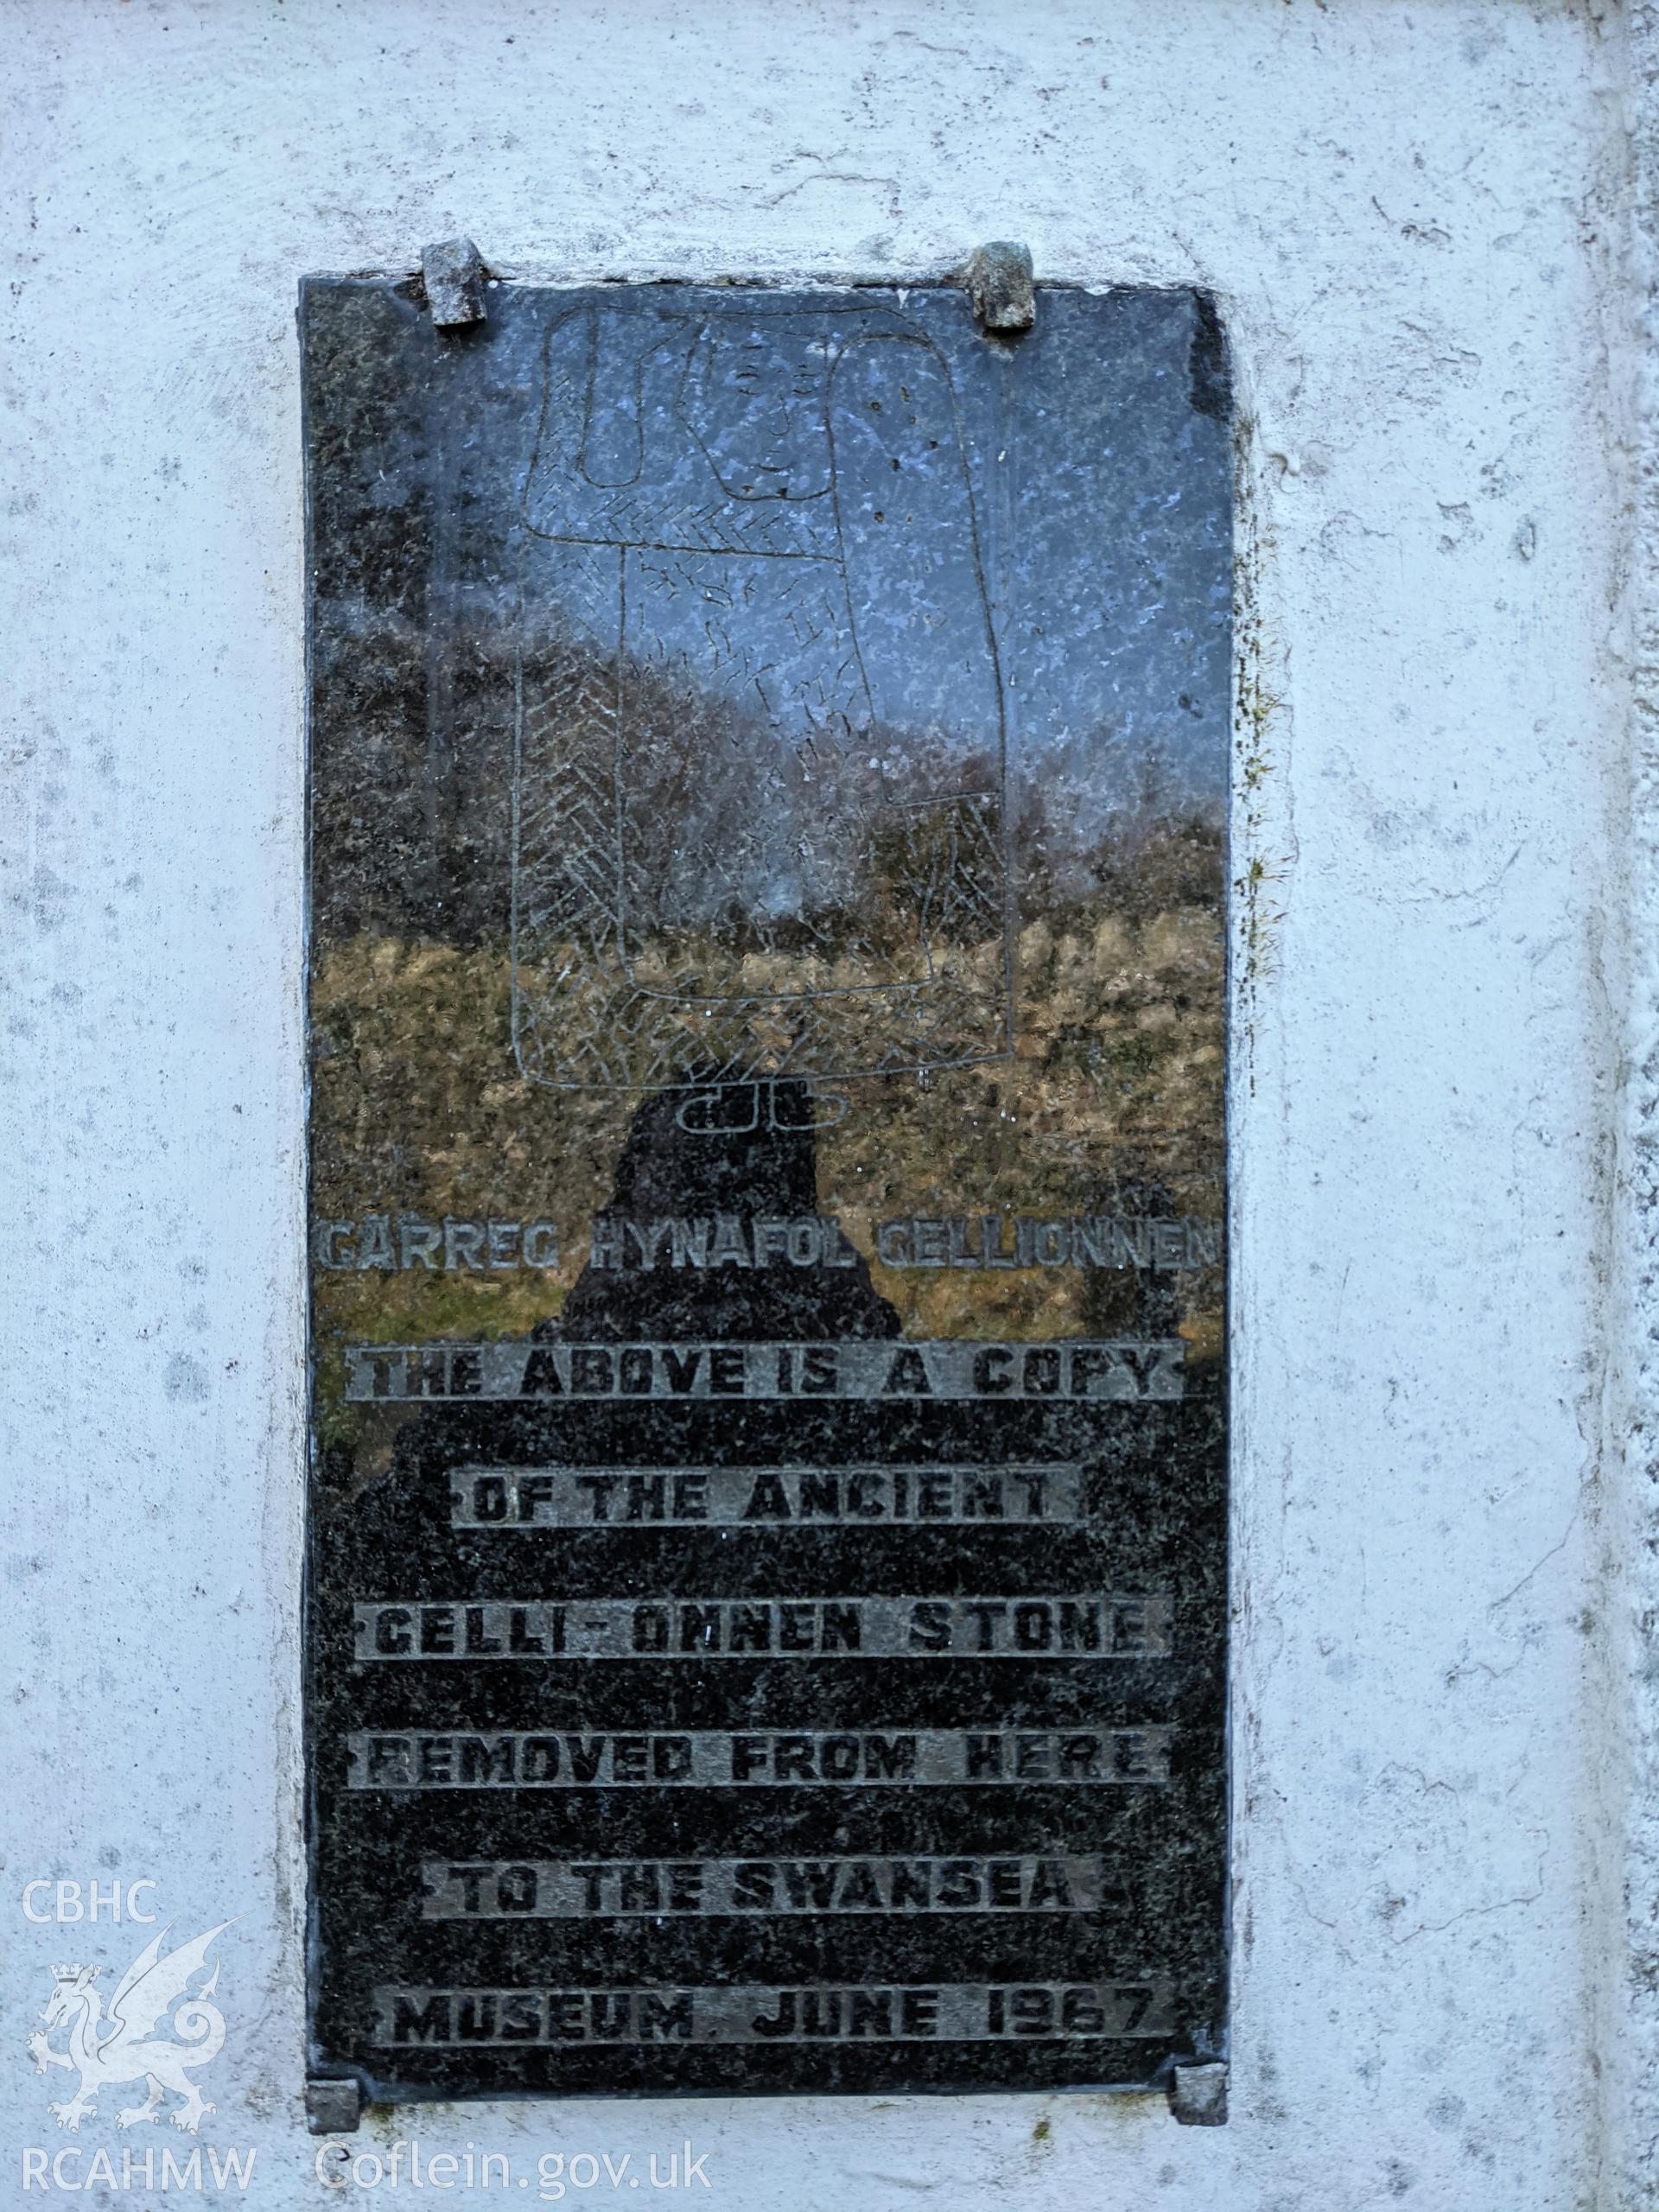 GARREG HYNAFOL GELLIONNEN
THE ABOVE IS A COPY
OF THE ANCIENT
GELLI-ONNEN STONE
REMOVED FROM HERE
TO THE SWANSEA
MUSEUM. JUNE 1967
CBHC
RCAHMW
Coflein.gov.uk